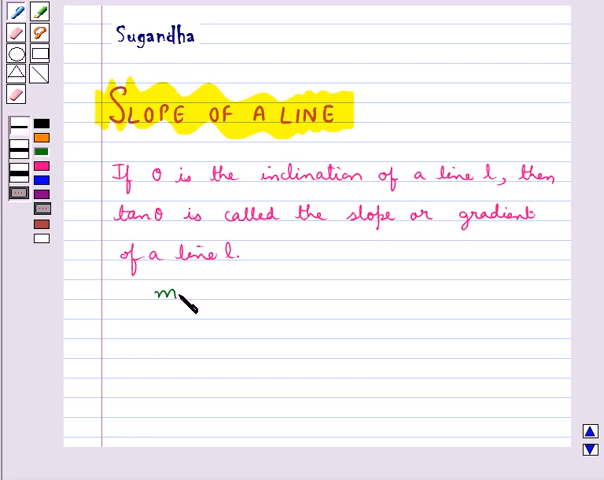 Sugandha
SLOPE OF A LINE
If θ is the inclination of a line l, then
tanθ is called the slope or gradient
of a line l.
m